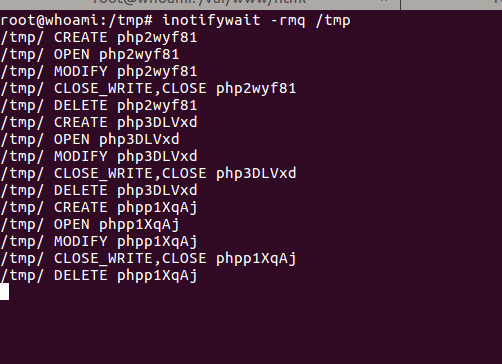 root@whoami:/tmp# inotifywait -rmq /tmp
/tmp/ CREATE php2wyf81
/tmp/ OPEN php2wyf81
/tmp/ MODIFY php2wyf81
/tmp/ CLOSE_WRITE,CLOSE php2wyf81
/tmp/ DELETE php2wyf81
/tmp/ CREATE php3DLVxd
/tmp/ OPEN php3DLVxd
/tmp/ MODIFY php3DLVxd
/tmp/ CLOSE_WRITE,CLOSE php3DLVxd
/tmp/ DELETE php3DLVxd
/tmp/ CREATE phpp1XqAj
/tmp/ OPEN phpp1XqAj
/tmp/ MODIFY phpp1XqAj
/tmp/ CLOSE_WRITE,CLOSE phpp1XqAj
/tmp/ DELETE phpp1XqAj